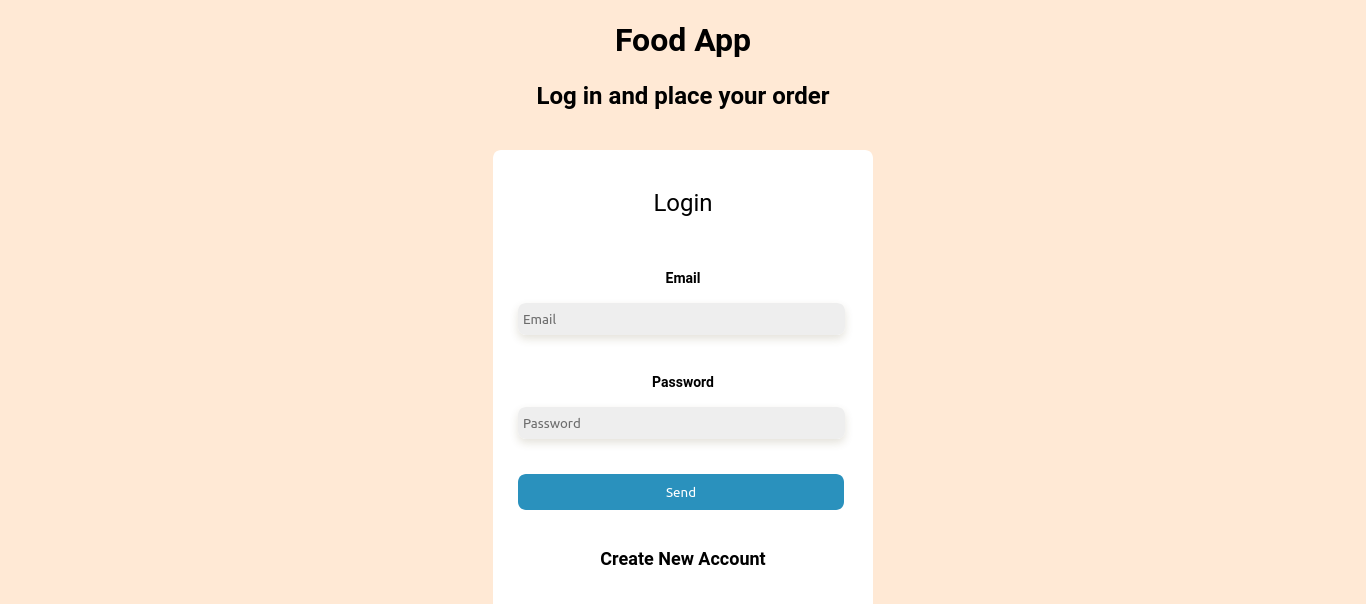 Food App
Log in and place your order
Login
Email
Email
Password
Password
Send
Create New Account